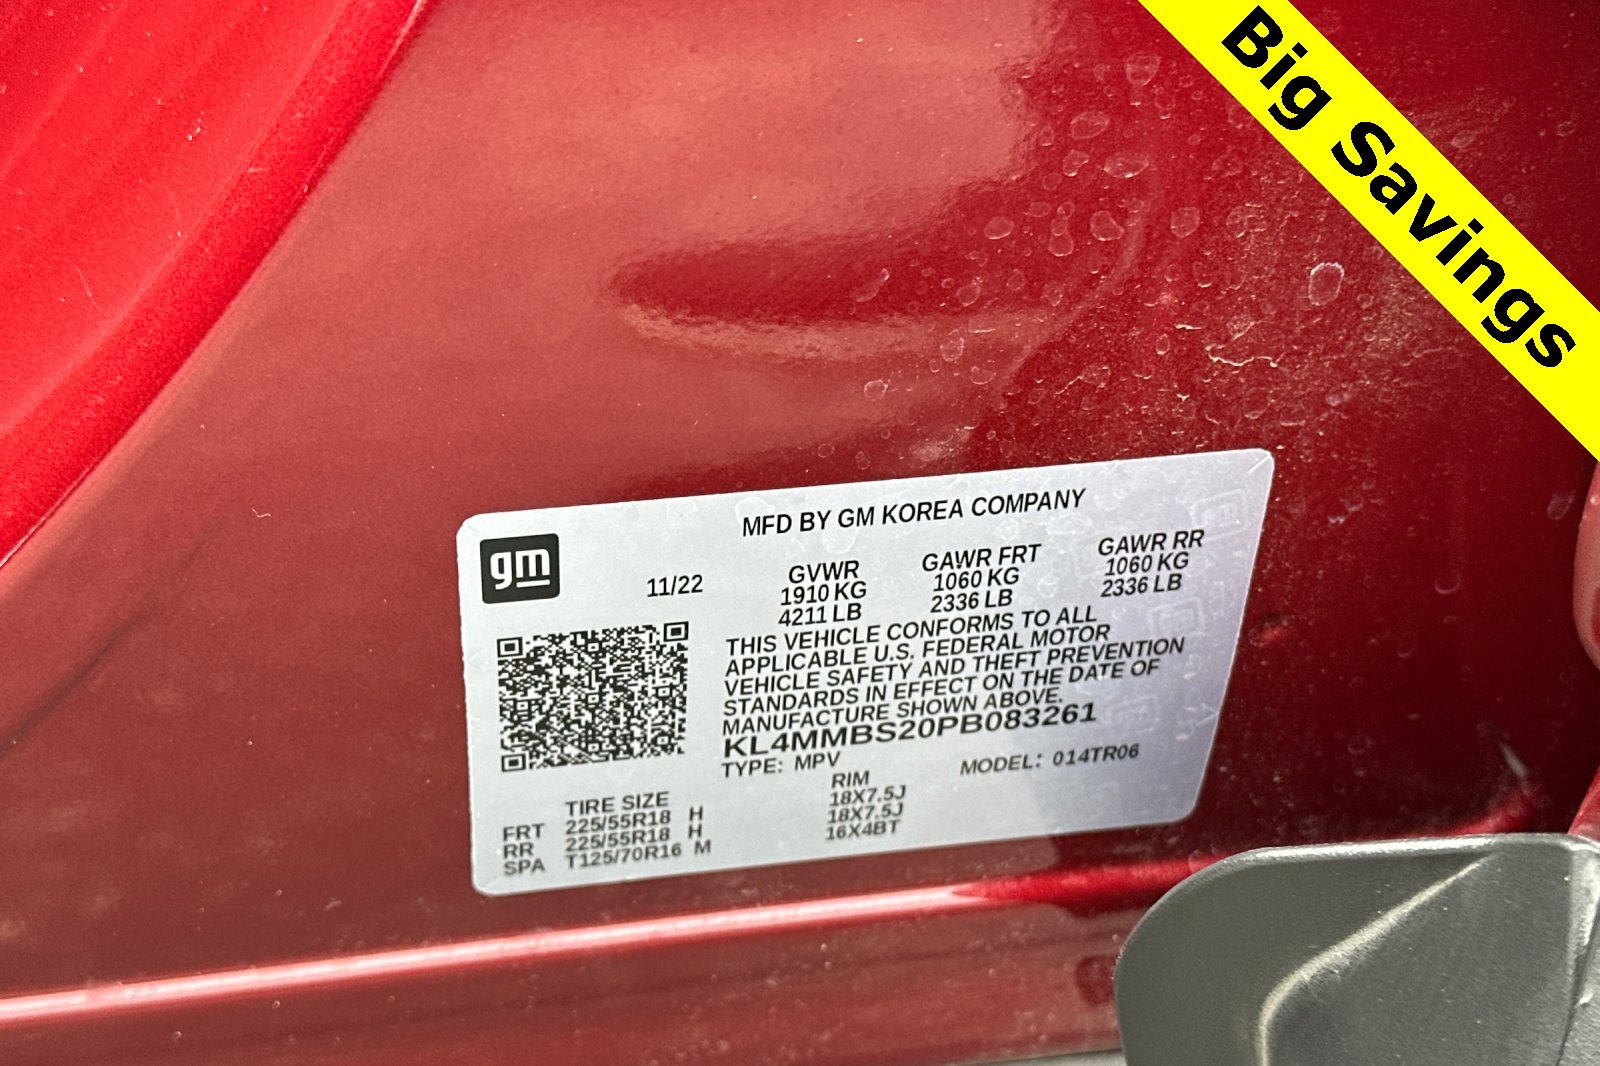 Big Savings
MFD BY GM KOREA COMPANY
gm
11/22
GVWR GAWR FRT GAWR RR
1910 KG 1060 KG 1060 KG
4211 LB 2336 LB 2336 LB
THIS VEHICLE CONFORMS TO ALL
APPLICABLE U.S. FEDERAL MOTOR
VEHICLE SAFETY AND THEFT PREVENTION
STANDARDS IN EFFECT ON THE DATE OF
MANUFACTURE SHOWN ABOVE.
KL4MMBS20PB083261
TYPE: MPV MODEL: 014TR06
TIRE SIZE RIM
FRT 225/55R18 H 18X7.5J
RR 225/55R18 H 18X7.5J
SPA T125/70R16 M 16X4BT